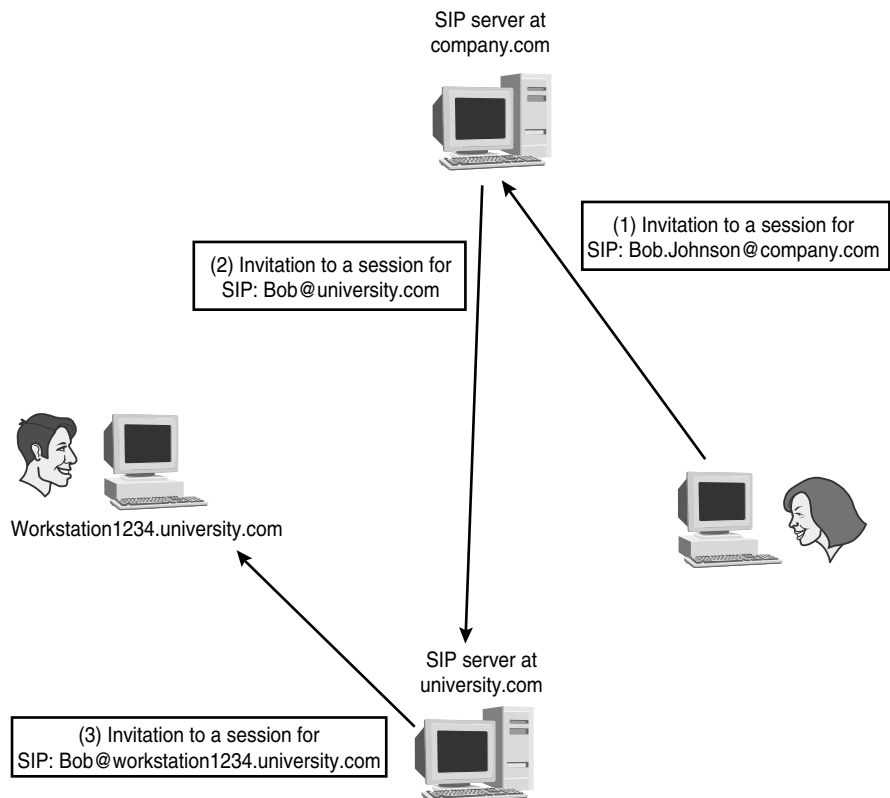 SIP server at
company.com
(1) Invitation to a session for
SIP: Bob.Johnson@company.com
(2) Invitation to a session for
SIP: Bob@university.com
Workstation1234.university.com
SIP server at
university.com
(3) Invitation to a session for
SIP: Bob@workstation1234.university.com